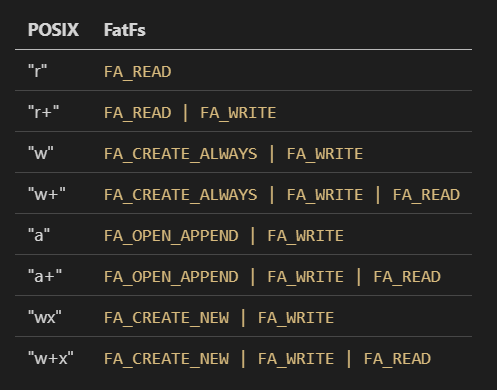 POSIX FatFs
"r" FA_READ
"r+" FA_READ | FA_WRITE
"w" FA_CREATE_ALWAYS | FA_WRITE
"w+" FA_CREATE_ALWAYS | FA_WRITE | FA_READ
"a" FA_OPEN_APPEND | FA_WRITE
"a+" FA_OPEN_APPEND | FA_WRITE | FA_READ
"wx" FA_CREATE_NEW | FA_WRITE
"w+x" FA_CREATE_NEW | FA_WRITE | FA_READ